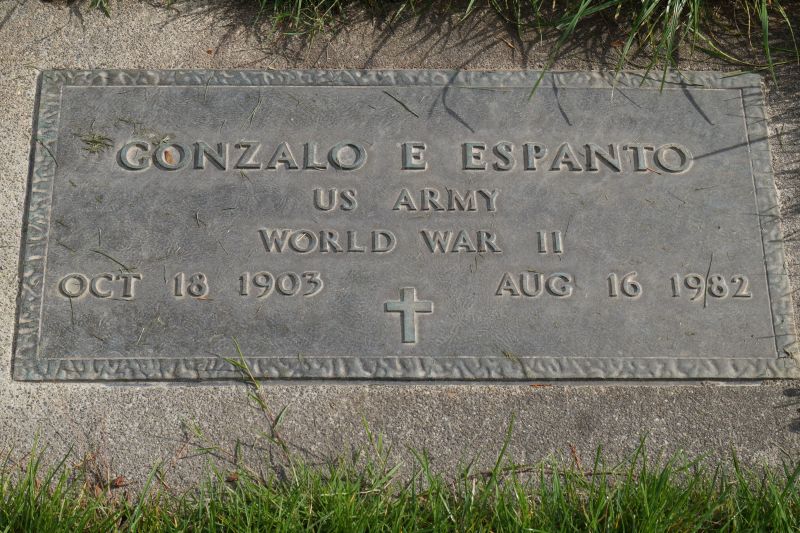 GONZALO E ESPANTO
US ARMY
WORLD WAR II
OCT 18 1903 AUG 16 1982